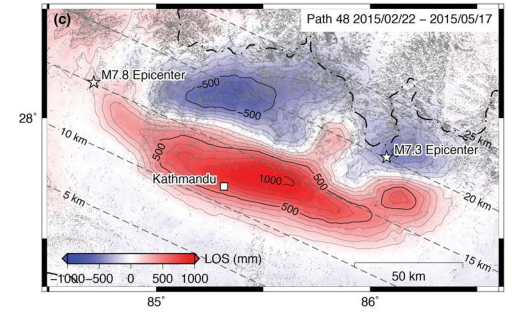 (c)
Path 48 2015/02/22 – 2015/05/17
M7.8 Epicenter
−500
−500
28°
25 km
10 km
M7.3 Epicenter
500
500
Kathmandu
1000
20 km
5 km
500
15 km
LOS (mm)
−1000 −500 0 500 1000
50 km
85° 86°